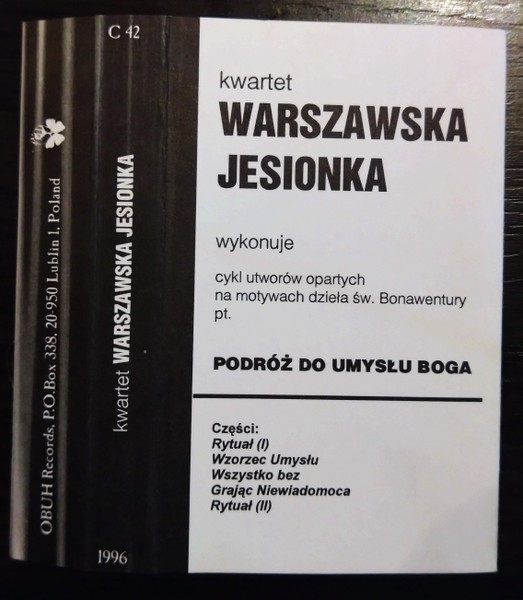 OBUH Records, P.O.Box 338, 20-950 Lublin 1, Poland
C 42
kwartet WARSZAWSKA JESIONKA
1996
kwartet
WARSZAWSKA
JESIONKA
wykonuje
cykl utworów opartych
na motywach dzieła św. Bonawentury
pt.
PODRÓŻ DO UMYSŁU BOGA
Części:
Rytuał (I)
Wzorzec Umysłu
Wszystko bez
Grając Niewiadomoca
Rytuał (II)